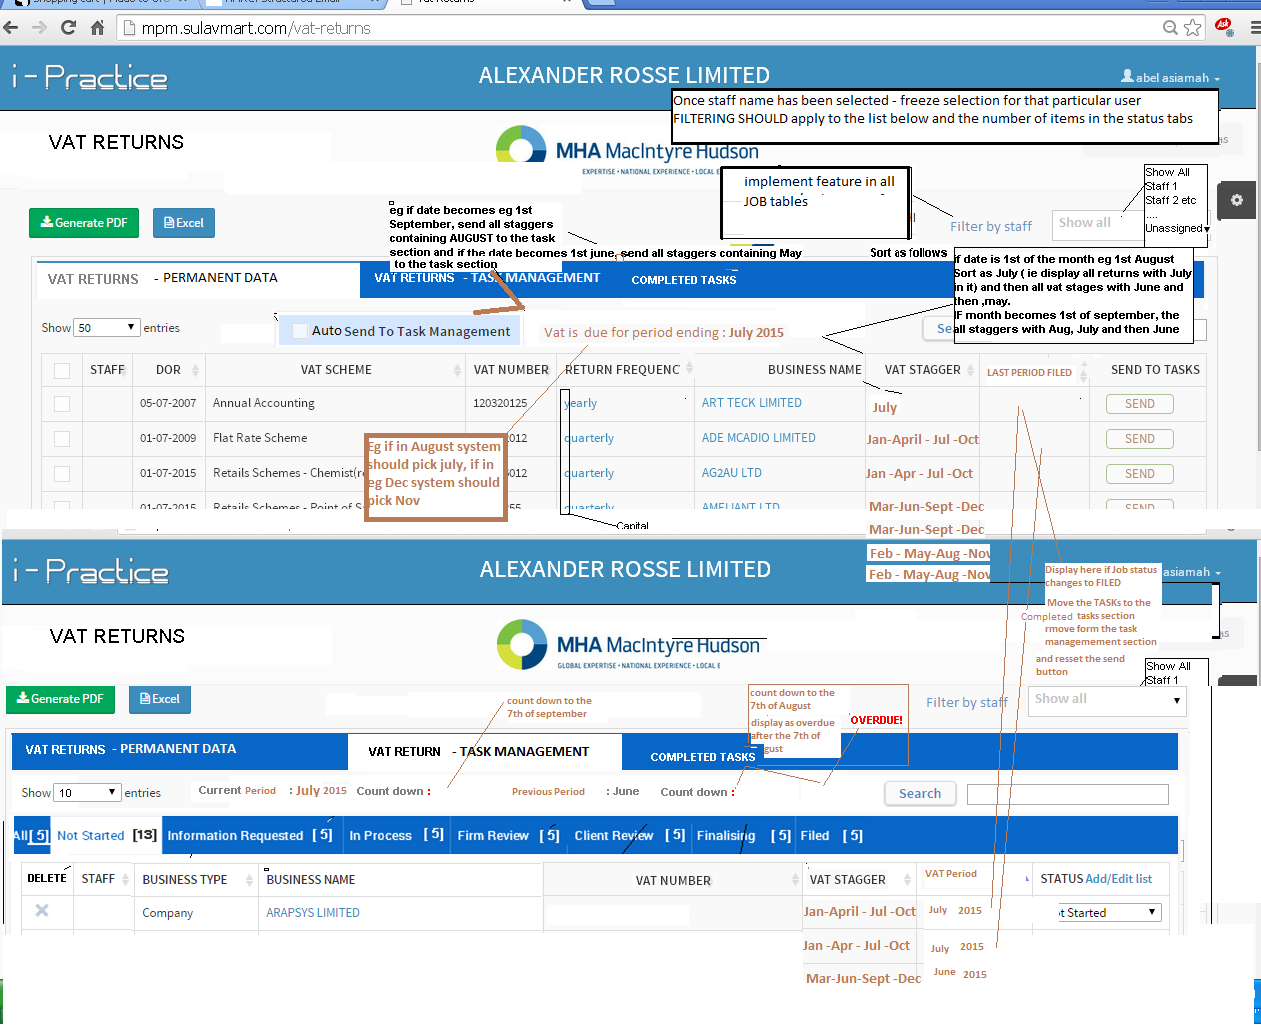 Vat Returns
mpm.sulavmart.com/vat-returns
i - Practice
ALEXANDER ROSSE LIMITED
abel asiamah
Once staff name has been selected - freeze selection for that particular user
FILTERING SHOULD apply to the list below and the number of items in the status tabs
VAT RETURNS
MHA MacIntyre Hudson
EXPERTISE • NATIONAL EXPERIENCE • LOCAL E
implement feature in all
JOB tables
Show All
Staff 1
Staff 2 etc
....
Unassigned
Generate PDF
Excel
Filter by staff
Show all
eg if date becomes eg 1st
September, send all staggers
containing AUGUST to the task
section and if the date becomes 1st june, send all staggers containing May
to the task section
Sort as follows
if date is 1st of the month eg 1st August
Sort as July ( ie display all returns with July
in it) and then all vat stages with June and
then ,may.
IF month becomes 1st of september, the
all staggers with Aug, July and then June
VAT RETURNS - PERMANENT DATA
VAT RETURNS - TASK MANAGEMENT
COMPLETED TASKS
Show 50 entries
Auto Send To Task Management
Vat is due for period ending : July 2015
Se
STAFF DOR VAT SCHEME VAT NUMBER RETURN FREQUENC BUSINESS NAME VAT STAGGER LAST PERIOD FILED SEND TO TASKS
05-07-2007 Annual Accounting 120320125 yearly ART TECK LIMITED July SEND
01-07-2009 Flat Rate Scheme 012 quarterly ADE MCADIO LIMITED Jan-April - Jul -Oct SEND
01-07-2015 Retails Schemes - Chemist(re 6012 quarterly AG2AU LTD Jan -Apr - Jul -Oct SEND
01-07-2015 Retails Schemes - Point of S 255 quarterly AMELIANT LTD Mar-Jun-Sept -Dec SEND
Eg if in August system
should pick july, if in
eg Dec system should
pick Nov
Capital
Mar-Jun-Sept -Dec
Feb - May-Aug -Nov
Feb - May-Aug -Nov
i - Practice
ALEXANDER ROSSE LIMITED
asiamah
Display here if Job status
changes to FILED
Move the TASKs to the
Completed tasks section
rmove form the task
managemement section
and resset the send
button
VAT RETURNS
MHA MacIntyre Hudson
GLOBAL EXPERTISE • NATIONAL EXPERIENCE • LOCAL E
Show All
Staff 1
Generate PDF
Excel
count down to the
7th of september
count down to the
7th of August
display as overdue
after the 7th of
gust
OVERDUE!
Filter by staff
Show all
VAT RETURNS - PERMANENT DATA
VAT RETURN - TASK MANAGEMENT
COMPLETED TASKS
Show 10 entries
Current Period : July 2015 Count down :
Previous Period : June Count down :
Search
All [ 5] Not Started [13] Information Requested [ 5] In Process [ 5] Firm Review [ 5] Client Review [ 5] Finalising [ 5] Filed [ 5]
DELETE STAFF BUSINESS TYPE BUSINESS NAME VAT NUMBER VAT STAGGER VAT Period STATUS Add/Edit list
Company ARAPSYS LIMITED Jan-April - Jul -Oct July 2015 t Started
Jan -Apr - Jul -Oct July 2015
Mar-Jun-Sept -Dec June 2015